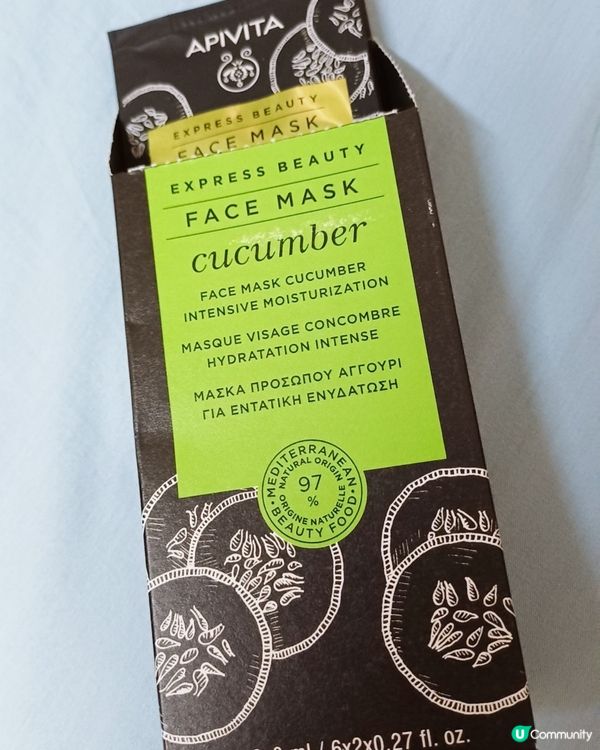 APIVITA
EXPRESS BEAUTY
FACE MASK
EXPRESS BEAUTY
FACE MASK
cucumber
FACE MASK CUCUMBER
INTENSIVE MOISTURIZATION
MASQUE VISAGE CONCOMBRE
HYDRATATION INTENSE
ΜΑΣΚΑ ΠΡΟΣΩΠΟΥ ΑΓΓΟΥΡΙ
ΓΙΑ ΕΝΤΑΤΙΚΗ ΕΝΥΔΑΤΩΣΗ
• MEDITERRANEAN •
NATURAL ORIGIN
97
%
ORIGINE NATURELLE
BEAUTY FOOD
ml / 6x2x0.27 fl. oz.
U Community